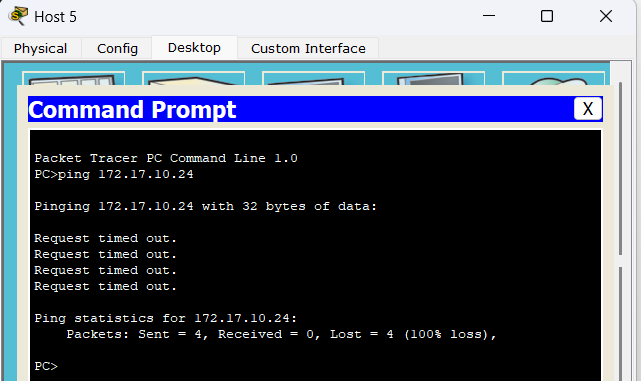 Host 5
Physical Config Desktop Custom Interface
Command Prompt X
Packet Tracer PC Command Line 1.0
PC>ping 172.17.10.24
Pinging 172.17.10.24 with 32 bytes of data:
Request timed out.
Request timed out.
Request timed out.
Request timed out.
Ping statistics for 172.17.10.24:
Packets: Sent = 4, Received = 0, Lost = 4 (100% loss),
PC>